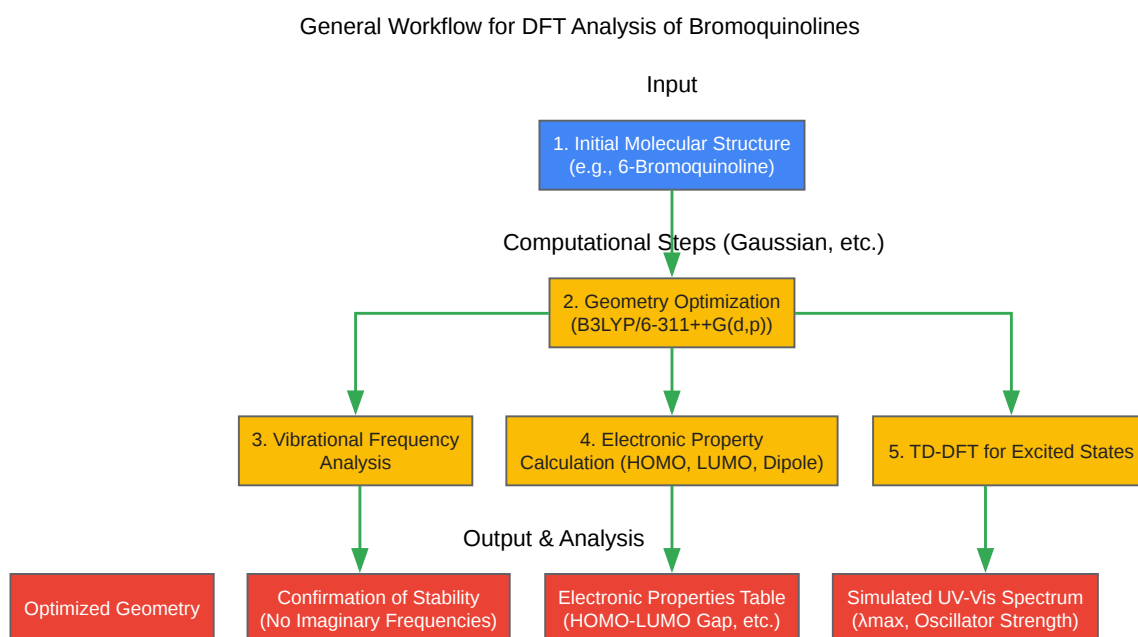 General Workflow for DFT Analysis of Bromoquinolines
Input
1. Initial Molecular Structure
(e.g., 6-Bromoquinoline)
Computational Steps (Gaussian, etc.)
2. Geometry Optimization
(B3LYP/6-311++G(d,p))
3. Vibrational Frequency
Analysis
4. Electronic Property
Calculation (HOMO, LUMO, Dipole)
5. TD-DFT for Excited States
Output & Analysis
Optimized Geometry
Confirmation of Stability
(No Imaginary Frequencies)
Electronic Properties Table
(HOMO-LUMO Gap, etc.)
Simulated UV-Vis Spectrum
(λmax, Oscillator Strength)